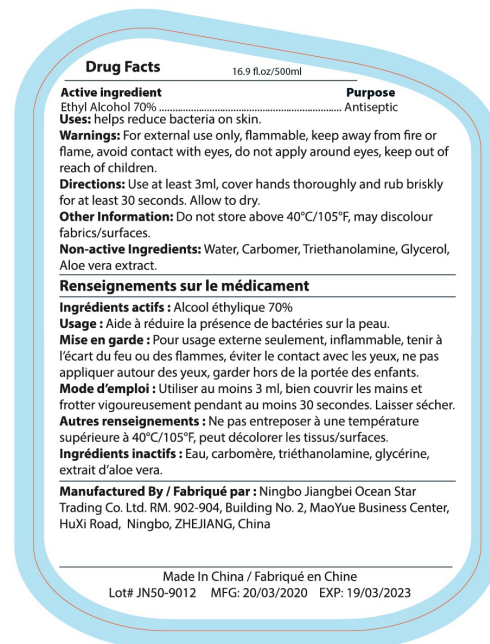 Drug Facts 16.9 fl.oz/500ml
Active ingredient Purpose
Ethyl Alcohol 70% ..................................................................... Antiseptic
Uses: helps reduce bacteria on skin.
Warnings: For external use only, flammable, keep away from fire or
flame, avoid contact with eyes, do not apply around eyes, keep out of
reach of children.
Directions: Use at least 3ml, cover hands thoroughly and rub briskly
for at least 30 seconds. Allow to dry.
Other Information: Do not store above 40°C/105°F, may discolour
fabrics/surfaces.
Non-active Ingredients: Water, Carbomer, Triethanolamine, Glycerol,
Aloe vera extract.
Renseignements sur le médicament
Ingrédients actifs : Alcool éthylique 70%
Usage : Aide à réduire la présence de bactéries sur la peau.
Mise en garde : Pour usage externe seulement, inflammable, tenir à
l'écart du feu ou des flammes, éviter le contact avec les yeux, ne pas
appliquer autour des yeux, garder hors de la portée des enfants.
Mode d'emploi : Utiliser au moins 3 ml, bien couvrir les mains et
frotter vigoureusement pendant au moins 30 secondes. Laisser sécher.
Autres renseignements : Ne pas entreposer à une température
supérieure à 40°C/105°F, peut décolorer les tissus/surfaces.
Ingrédients inactifs : Eau, carbomère, triéthanolamine, glycérine,
extrait d'aloe vera.
Manufactured By / Fabriqué par : Ningbo Jiangbei Ocean Star
Trading Co. Ltd. RM. 902-904, Building No. 2, MaoYue Business Center,
HuXi Road, Ningbo, ZHEJIANG, China
Made In China / Fabriqué en Chine
Lot# JN50-9012 MFG: 20/03/2020 EXP: 19/03/2023